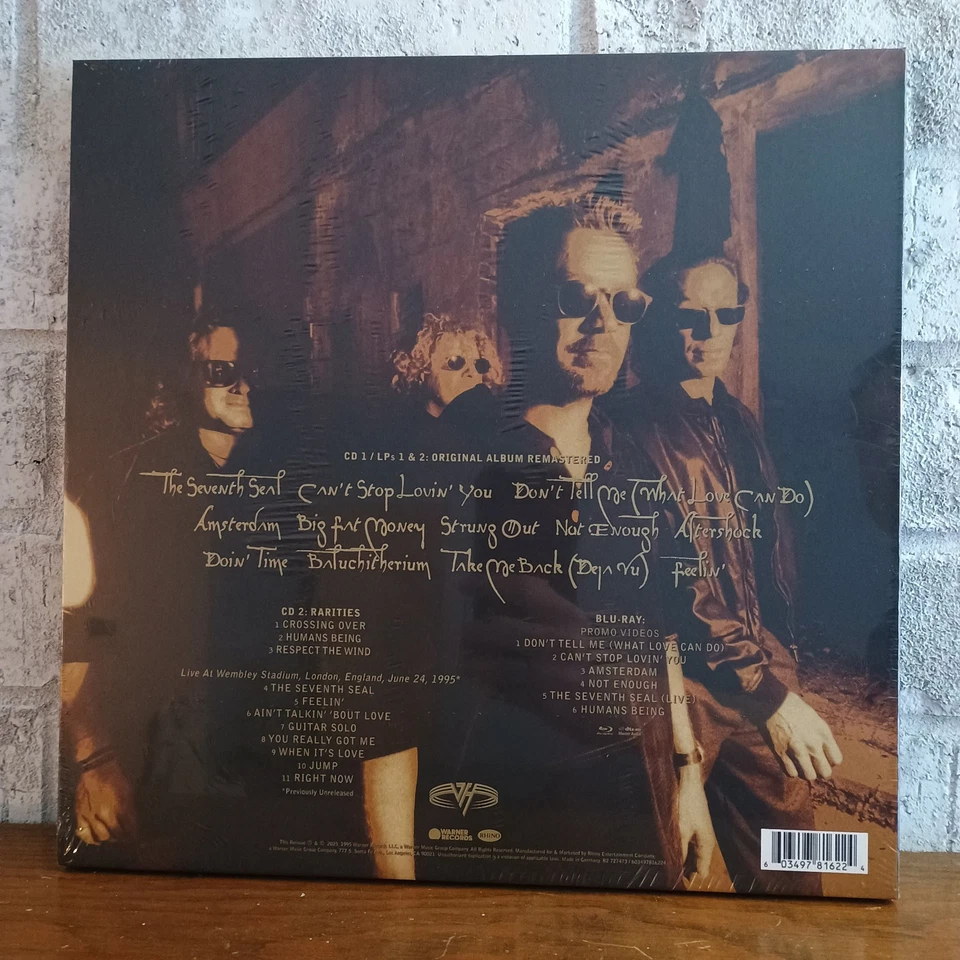 CD 1 / LPs 1 & 2: ORIGINAL ALBUM REMASTERED
The Seventh Seal Can't Stop Lovin' You Don't Tell Me (What Love Can Do)
Amsterdam Big Fat Money Strung Out Not Enough Aftershock
Doin' Time Baluchitherium Take Me Back (Deja Vu) Feelin'
CD 2: RARITIES
1 CROSSING OVER
2 HUMANS BEING
3 RESPECT THE WIND
Live At Wembley Stadium, London, England, June 24, 1995*
4 THE SEVENTH SEAL
5 FEELIN'
6 AIN'T TALKIN' 'BOUT LOVE
7 GUITAR SOLO
8 YOU REALLY GOT ME
9 WHEN IT'S LOVE
10 JUMP
11 RIGHT NOW
*Previously Unreleased
BLU-RAY:
PROMO VIDEOS
1 DON'T TELL ME (WHAT LOVE CAN DO)
2 CAN'T STOP LOVIN' YOU
3 AMSTERDAM
4 NOT ENOUGH
5 THE SEVENTH SEAL (LIVE)
6 HUMANS BEING
VH
WARNER RECORDS
RHINO
6 03497 81622 4